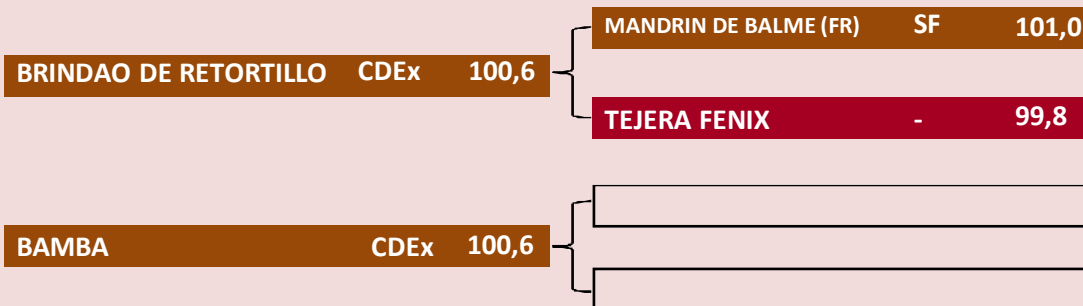 MANDRIN DE BALME (FR) SF 101,0
BRINDAO DE RETORTILLO CDEx 100,6
TEJERA FENIX - 99,8
BAMBA CDEx 100,6